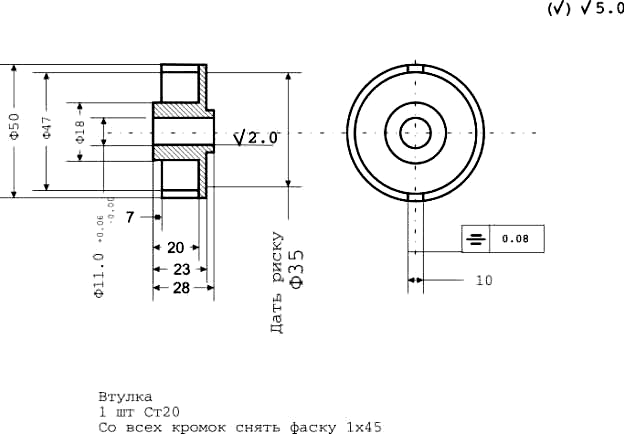 (√) √5.0
Φ50
Φ47
Φ18
√2.0
Φ11.0 +0.06 -0.00
7
20
23
28
Дать риску
Φ35
0.08
10
Втулка
1 шт Ст20
Со всех кромок снять фаску 1х45